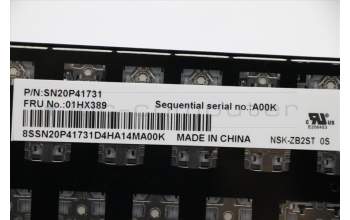 P/N:SN20P41731
FRU No.:01HX389
Sequential serial no.:A00K
8SSN20P41731D4HA14MA00K
MADE IN CHINA
NSK-ZB2ST 0S